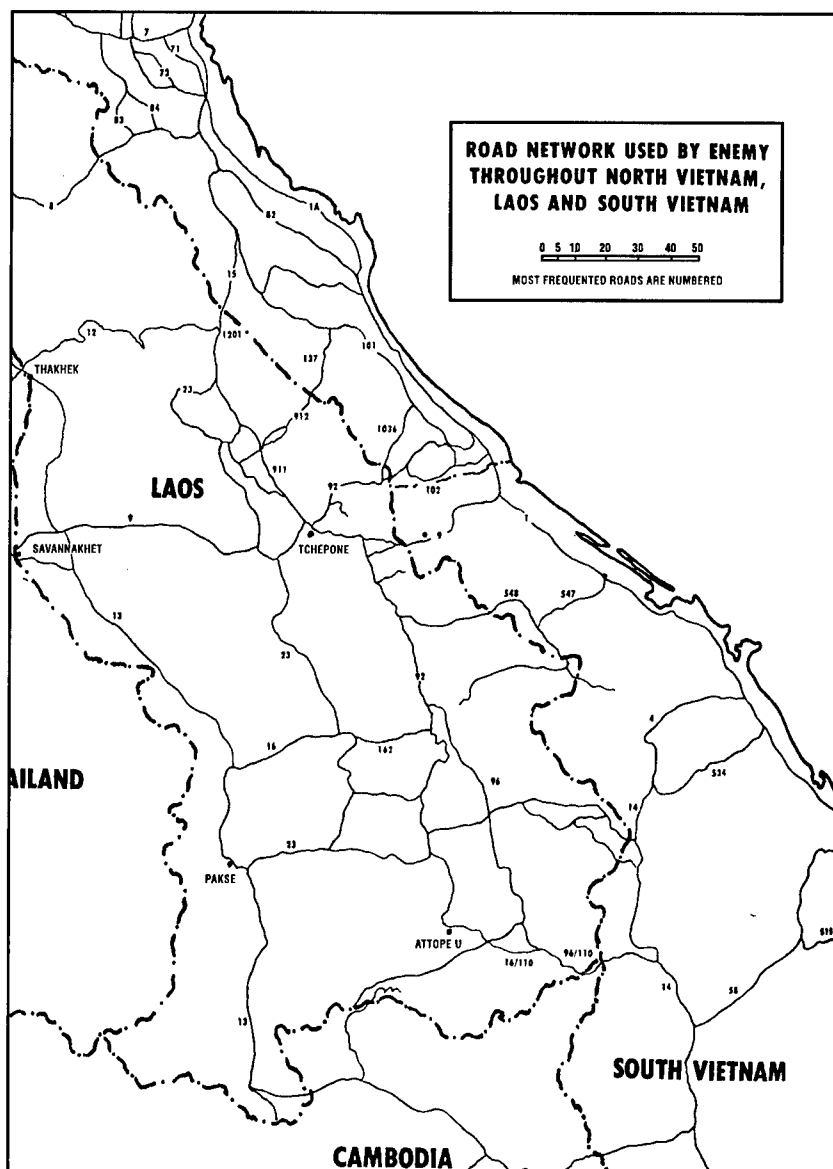 7
71
72
84
83
8
82
1A
15
12
1201
137
101
THAKHEK
23
912
1036
911
LAOS
92
102
9
9
1
SAVANNAKHET
TCHEPONE
548
547
13
23
92
4
16
162
AILAND
96
534
14
23
PAKSE
ATTOPE U
16/110
96/110
519
14
58
13
SOUTH VIETNAM
CAMBODIA
ROAD NETWORK USED BY ENEMY
THROUGHOUT NORTH VIETNAM,
LAOS AND SOUTH VIETNAM
0 5 10 20 30 40 50
MOST FREQUENTED ROADS ARE NUMBERED